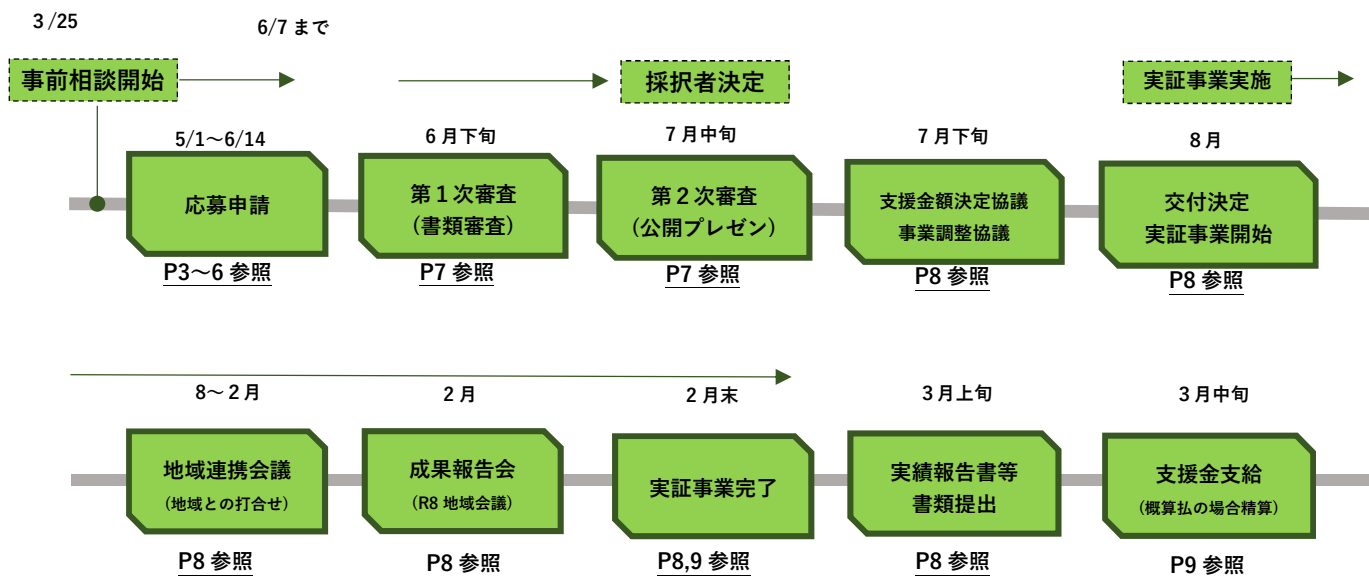 3/25
6/7 まで
事前相談開始
採択者決定
実証事業実施
5/1～6/14
6月下旬
7月中旬
7月下旬
8月
応募申請
第１次審査
(書類審査)
第２次審査
(公開プレゼン)
支援金額決定協議
事業調整協議
交付決定
実証事業開始
P3～6 参照
P7 参照
P7 参照
P8 参照
P8 参照
8～2月
2月
2月末
3月上旬
3月中旬
地域連携会議
(地域との打合せ)
成果報告会
(R8 地域会議)
実証事業完了
実績報告書等
書類提出
支援金支給
(概算払の場合精算)
P8 参照
P8 参照
P8,9 参照
P8 参照
P9 参照